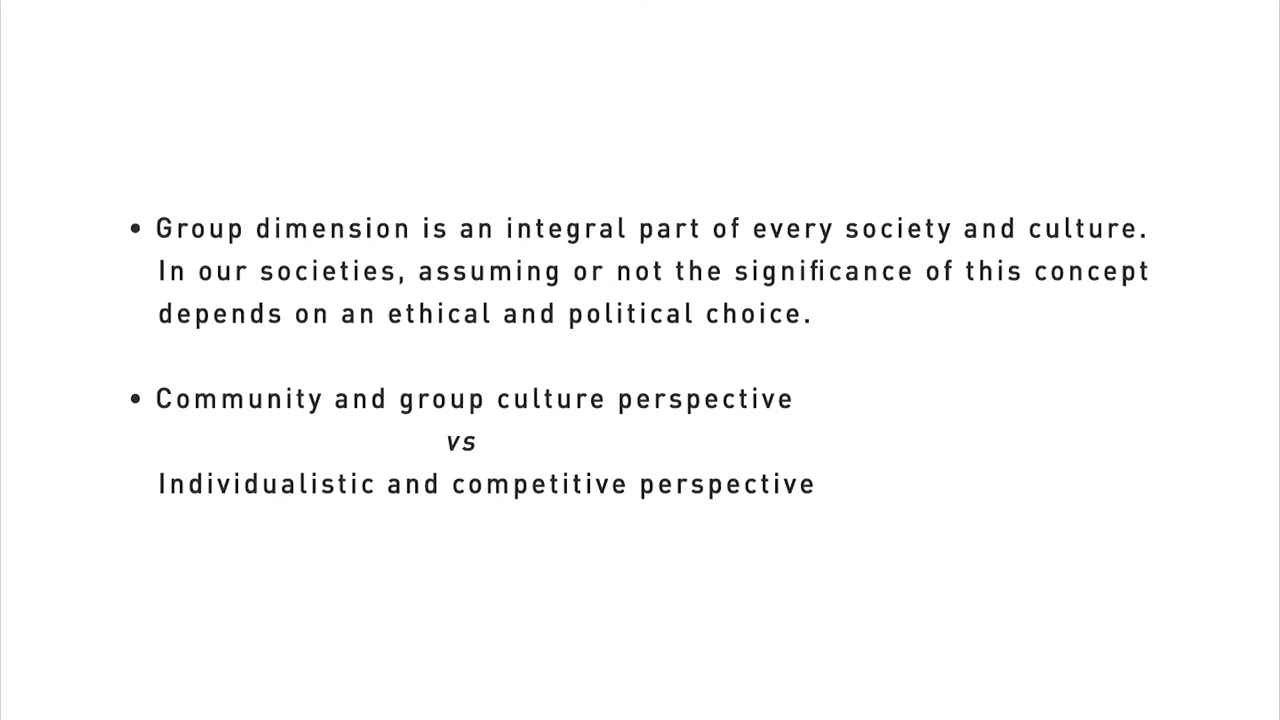 • Group dimension is an integral part of every society and culture.
In our societies, assuming or not the significance of this concept
depends on an ethical and political choice.
• Community and group culture perspective
vs
Individualistic and competitive perspective